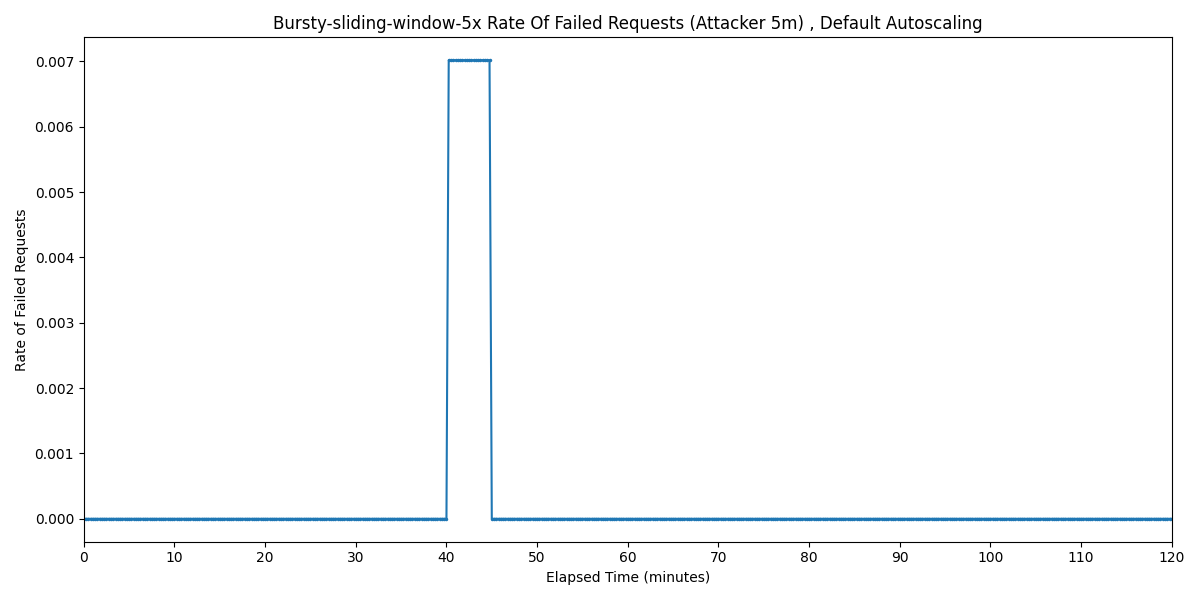 Bursty-sliding-window-5x Rate Of Failed Requests (Attacker 5m) , Default Autoscaling
Rate of Failed Requests
0.007
0.006
0.005
0.004
0.003
0.002
0.001
0.000
0 10 20 30 40 50 60 70 80 90 100 110 120
Elapsed Time (minutes)